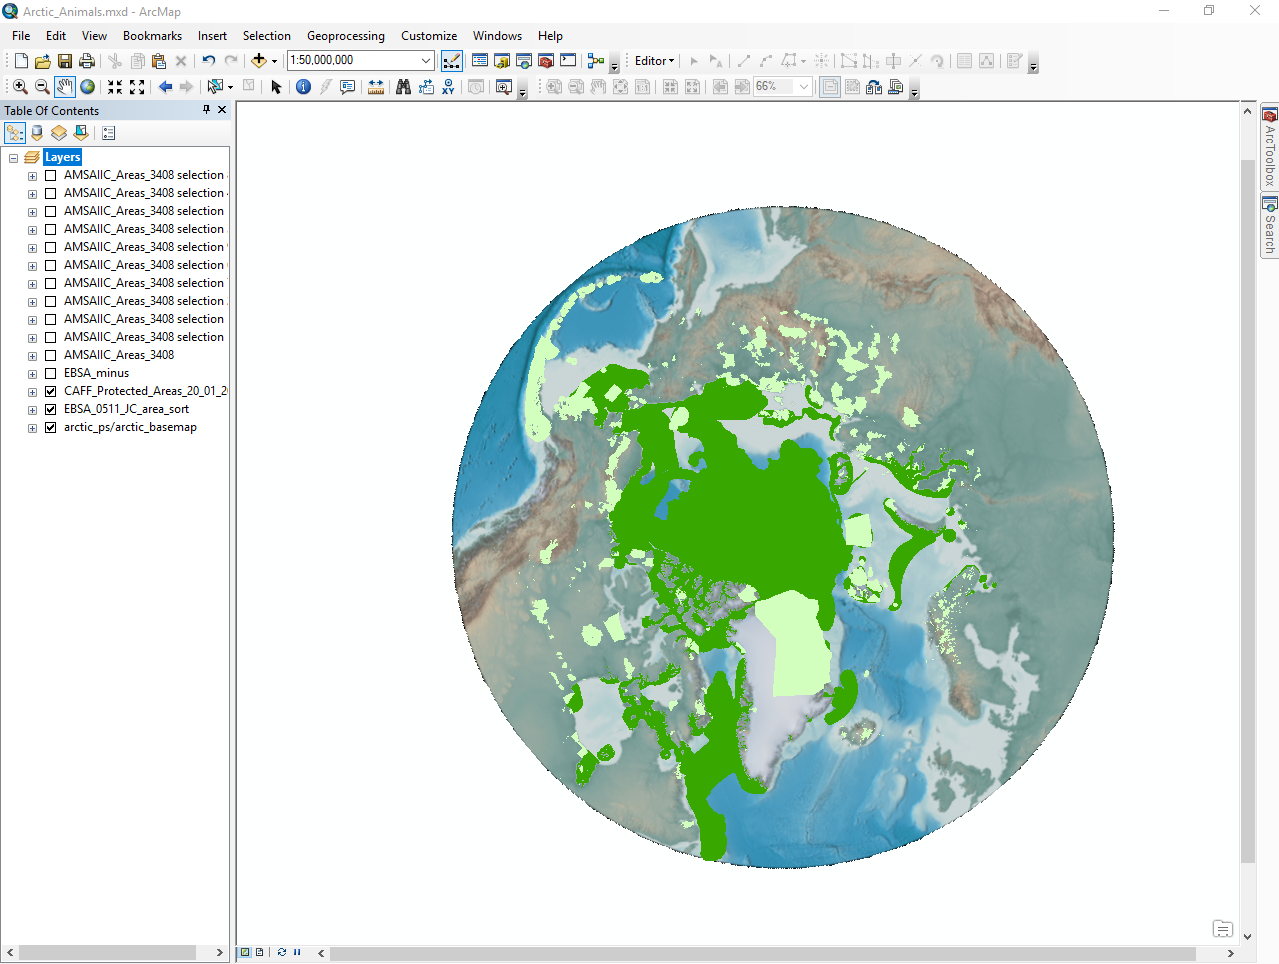 Arctic_Animals.mxd - ArcMap
File Edit View Bookmarks Insert Selection Geoprocessing Customize Windows Help
1:50,000,000
Editor
66%
Table Of Contents
Layers
AMSAIIC_Areas_3408 selection
AMSAIIC_Areas_3408 selection
AMSAIIC_Areas_3408 selection
AMSAIIC_Areas_3408 selection
AMSAIIC_Areas_3408 selection
AMSAIIC_Areas_3408 selection
AMSAIIC_Areas_3408 selection
AMSAIIC_Areas_3408 selection
AMSAIIC_Areas_3408 selection
AMSAIIC_Areas_3408 selection
AMSAIIC_Areas_3408
EBSA_minus
CAFF_Protected_Areas_20_01_2
EBSA_0511_JC_area_sort
arctic_ps/arctic_basemap
ArcToolbox
Search